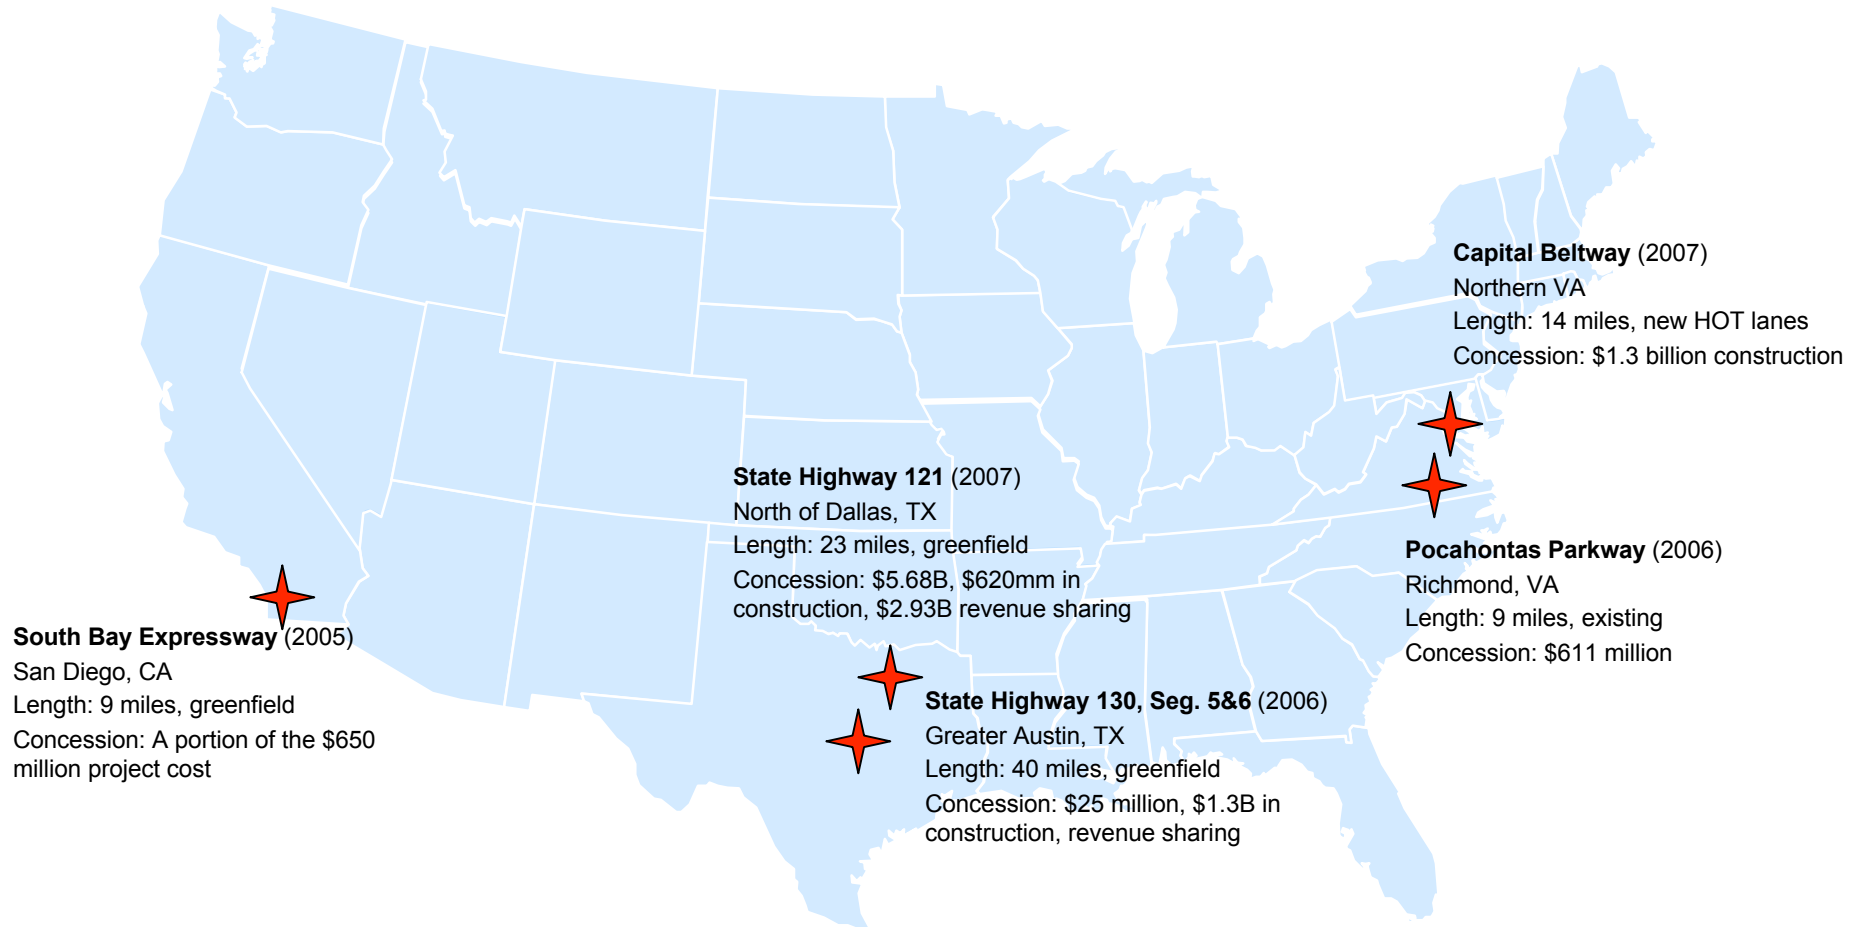 Capital Beltway (2007)
Northern VA
Length: 14 miles, new HOT lanes
Concession: $1.3 billion construction
State Highway 121 (2007)
North of Dallas, TX
Length: 23 miles, greenfield
Concession: $5.68B, $620mm in
construction, $2.93B revenue sharing
Pocahontas Parkway (2006)
Richmond, VA
Length: 9 miles, existing
Concession: $611 million
South Bay Expressway (2005)
San Diego, CA
Length: 9 miles, greenfield
Concession: A portion of the $650
million project cost
State Highway 130, Seg. 5&6 (2006)
Greater Austin, TX
Length: 40 miles, greenfield
Concession: $25 million, $1.3B in
construction, revenue sharing